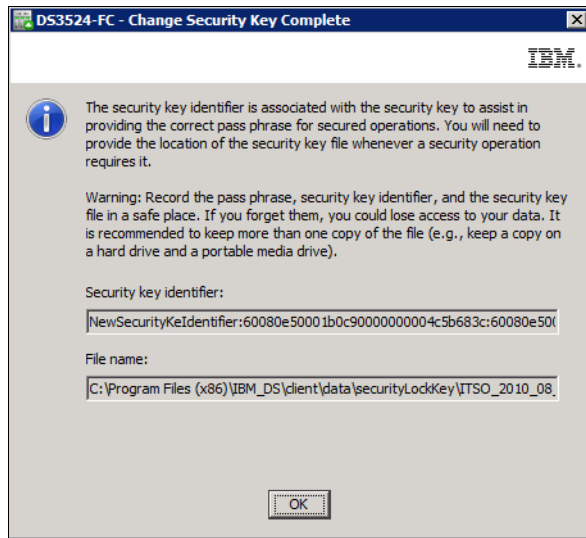 DS3524-FC - Change Security Key Complete
IBM.
The security key identifier is associated with the security key to assist in
providing the correct pass phrase for secured operations. You will need to
provide the location of the security key file whenever a security operation
requires it.
Warning: Record the pass phrase, security key identifier, and the security key
file in a safe place. If you forget them, you could lose access to your data. It
is recommended to keep more than one copy of the file (e.g., keep a copy on
a hard drive and a portable media drive).
Security key identifier:
NewSecurityKeIdentifier:60080e50001b0c90000000004c5b683c:60080e500
File name:
C:\Program Files (x86)\IBM_DS\client\data\securityLockKey\ITSO_2010_08_
OK